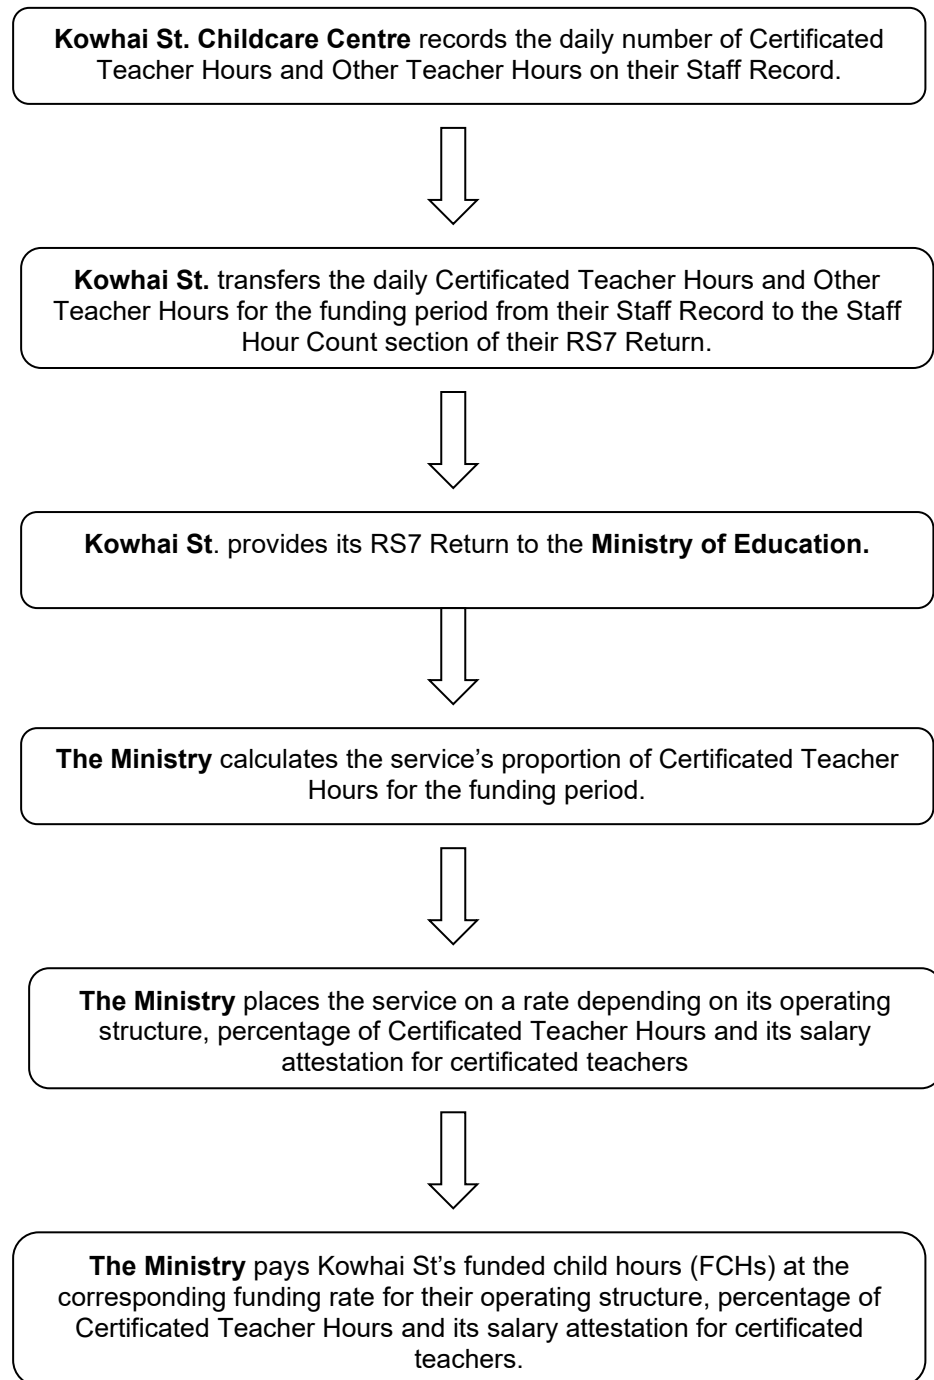 Kowhai St. Childcare Centre records the daily number of Certificated
Teacher Hours and Other Teacher Hours on their Staff Record.
Kowhai St. transfers the daily Certificated Teacher Hours and Other
Teacher Hours for the funding period from their Staff Record to the Staff
Hour Count section of their RS7 Return.
Kowhai St. provides its RS7 Return to the Ministry of Education.
The Ministry calculates the service’s proportion of Certificated Teacher
Hours for the funding period.
The Ministry places the service on a rate depending on its operating
structure, percentage of Certificated Teacher Hours and its salary
attestation for certificated teachers
The Ministry pays Kowhai St’s funded child hours (FCHs) at the
corresponding funding rate for their operating structure, percentage of
Certificated Teacher Hours and its salary attestation for certificated
teachers.